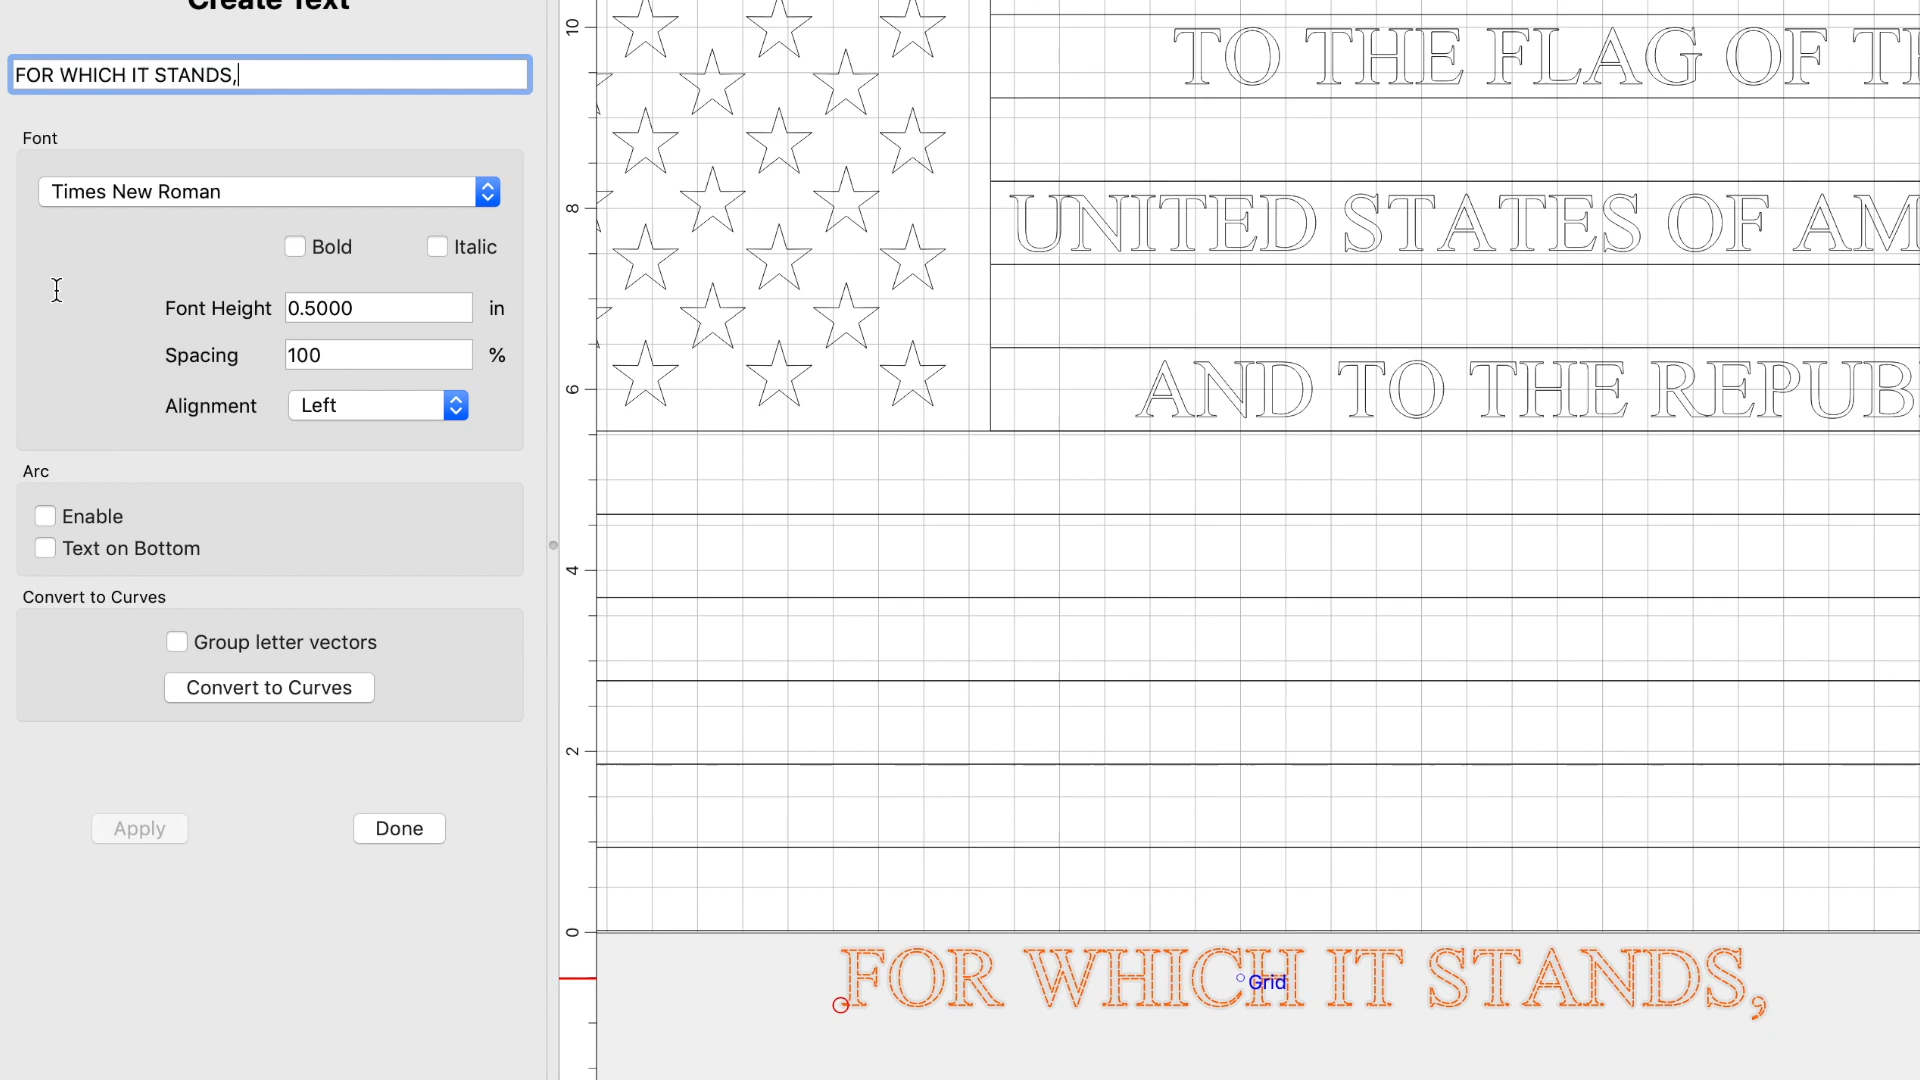 Create Text
FOR WHICH IT STANDS,
Font
Times New Roman
Bold
Italic
Font Height 0.5000 in
Spacing 100 %
Alignment Left
Arc
Enable
Text on Bottom
Convert to Curves
Group letter vectors
Convert to Curves
Apply
Done
10
8
6
4
2
0
TO THE FLAG OF
UNITED STATES OF
AND TO THE
FOR WHICH IT STANDS,
Grid